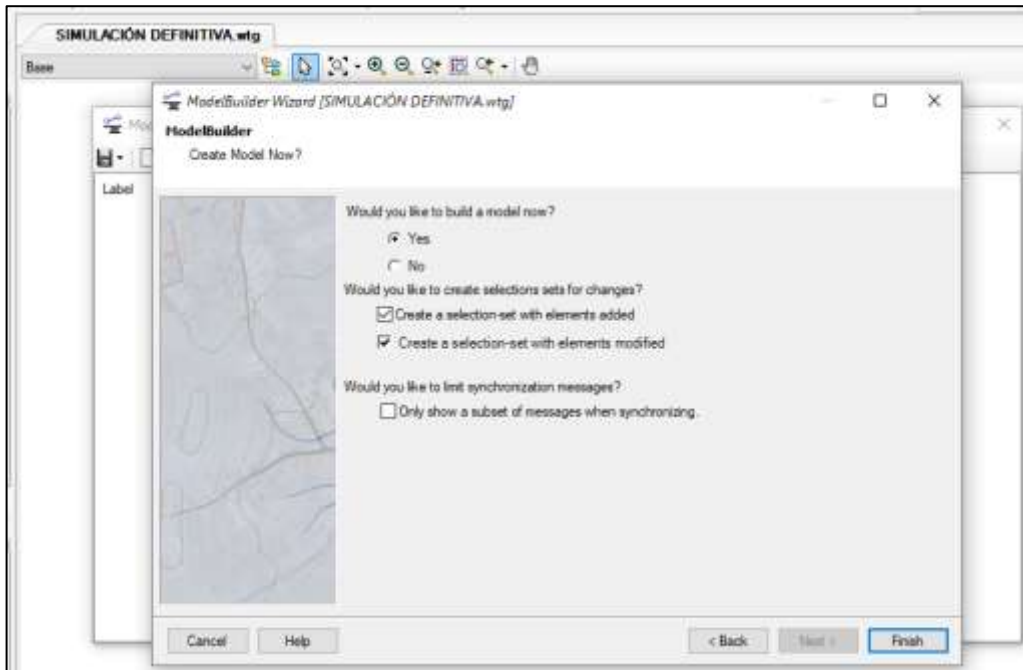 SIMULACIÓN DEFINITIVA.wtg
Base
ModelBuilder Wizard [SIMULACIÓN DEFINITIVA.wtg]
ModelBuilder
Create Model Now?
Label
Would you like to build a model now?
Yes
No
Would you like to create selections sets for changes?
Create a selection-set with elements added
Create a selection-set with elements modified
Would you like to limit synchronization messages?
Only show a subset of messages when synchronizing.
Cancel
Help
< Back
Next >
Finish